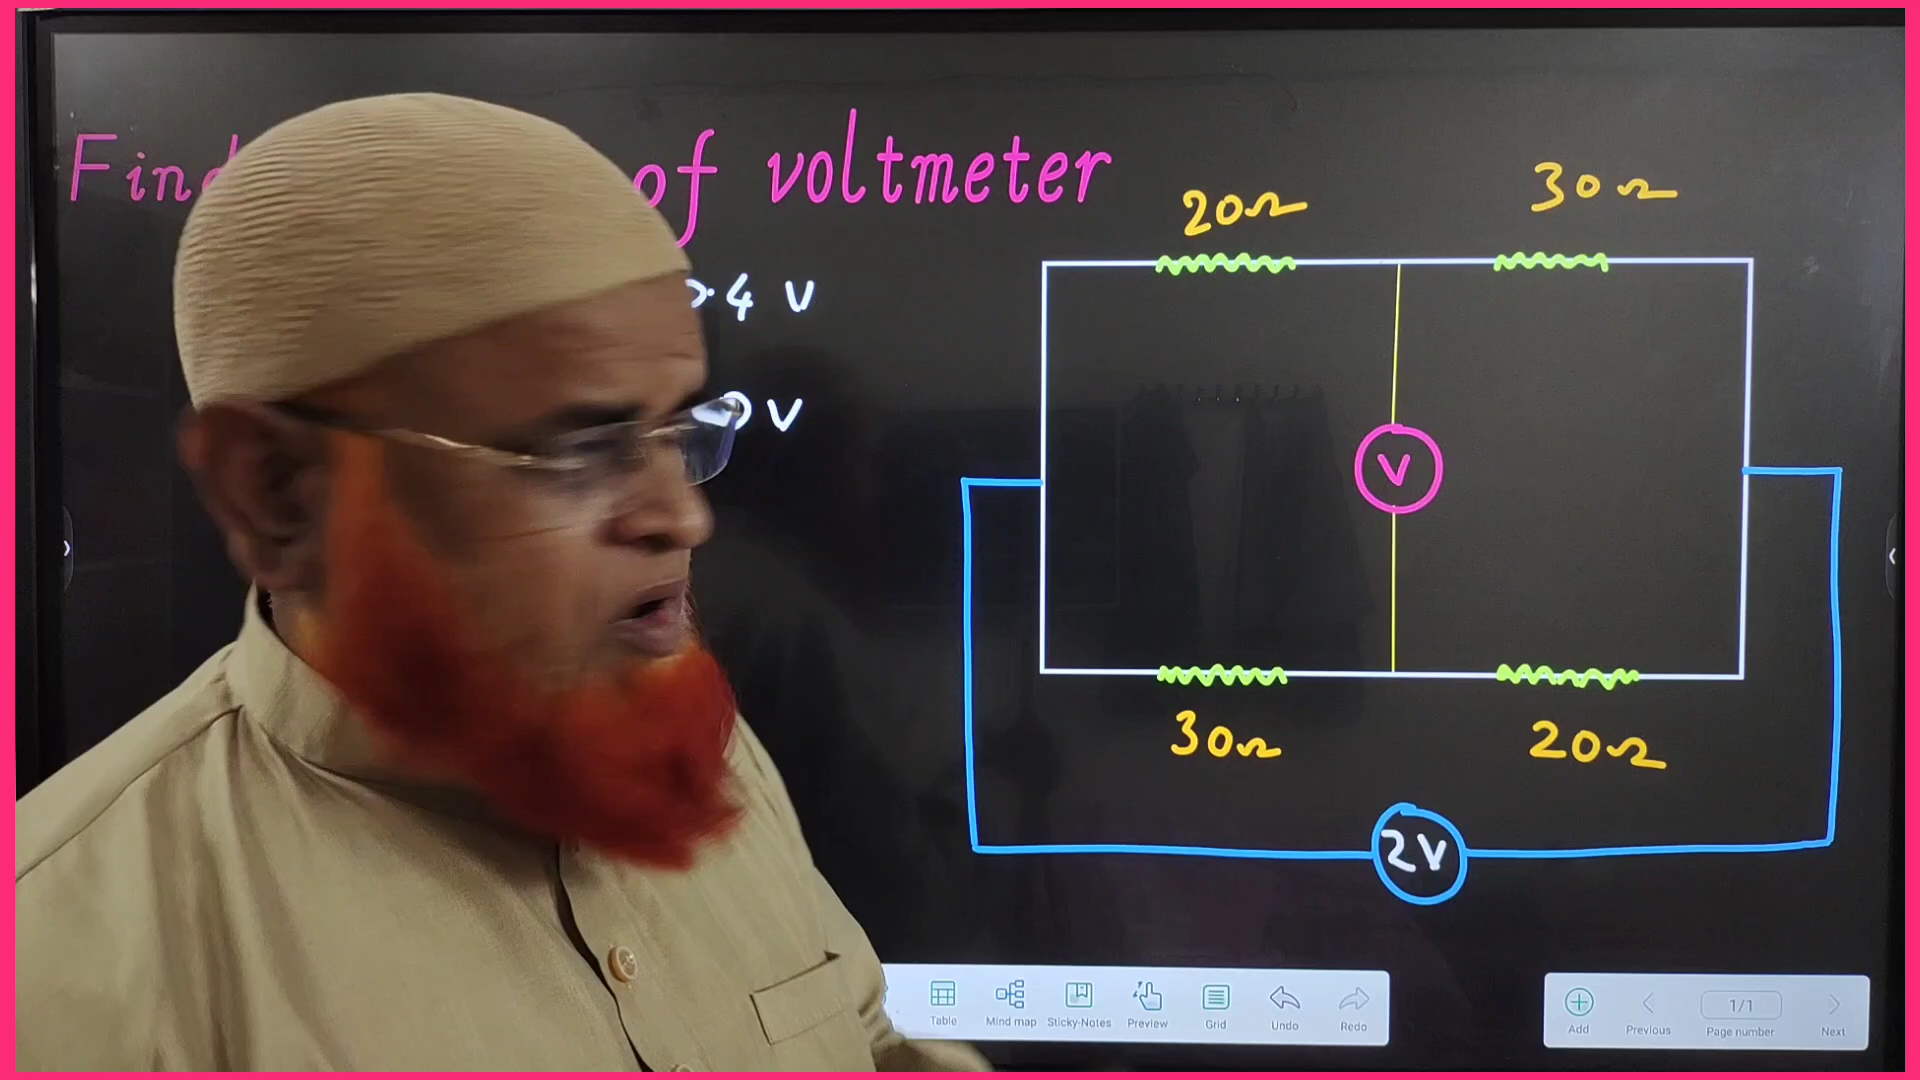 Find of voltmeter
.4 V
0 V
20Ω 30Ω
V
30Ω 20Ω
2V
Table Mind map Sticky-Notes Preview Grid Undo Redo
Add Previous 1/1 Page number Next